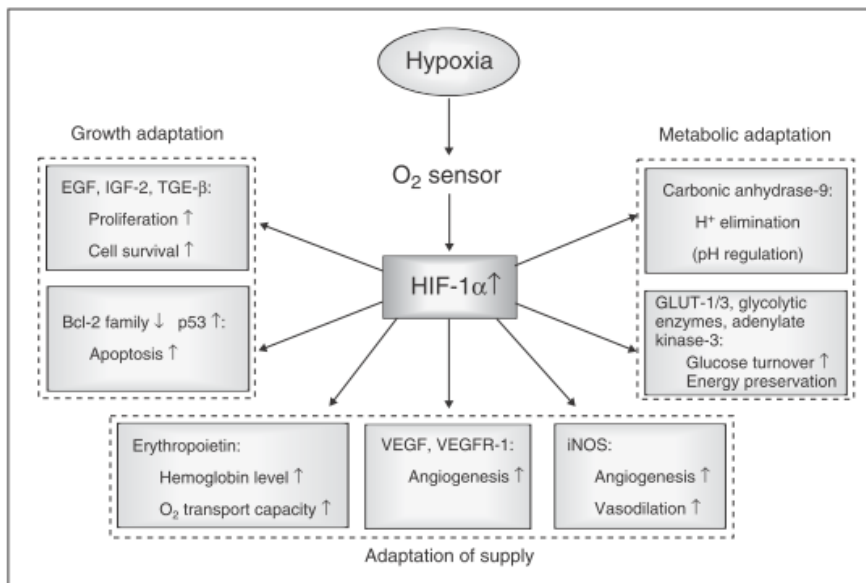 Hypoxia
O₂ sensor
HIF-1α↑
Growth adaptation
EGF, IGF-2, TGE-β:
Proliferation ↑
Cell survival ↑
Bcl-2 family ↓ p53 ↑:
Apoptosis ↑
Metabolic adaptation
Carbonic anhydrase-9:
H⁺ elimination
(pH regulation)
GLUT-1/3, glycolytic
enzymes, adenylate
kinase-3:
Glucose turnover ↑
Energy preservation
Erythropoietin:
Hemoglobin level ↑
O₂ transport capacity ↑
VEGF, VEGFR-1:
Angiogenesis ↑
iNOS:
Angiogenesis ↑
Vasodilation ↑
Adaptation of supply